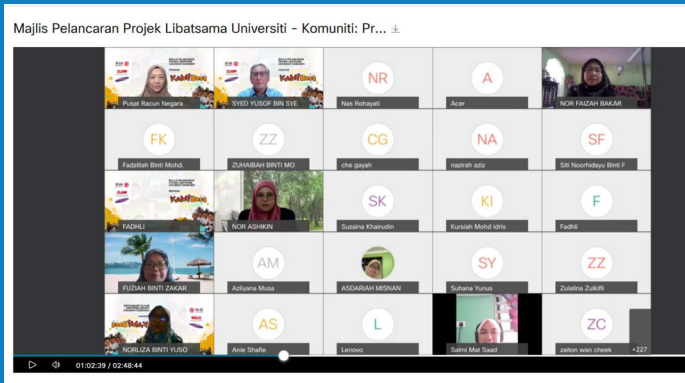 Majlis Pelancaran Projek Libatsama Universiti - Komuniti: Pr...
Pusat Racun Negara
SYED YUSOF BIN SYE
NR
Nas Rohayati
A
Acer
NOR FAIZAH BAKAR
FK
Fadzillah Binti Mohd.
ZZ
ZUHAIBAH BINTI MO
CG
che gayah
NA
nazirah aziz
SF
Siti Noorhidayu Binti F
FADHLI
NOR ASHIKIN
SK
Suzaina Khairudin
KI
Kursiah Mohd idris
F
Fadhli
FUZIAH BINTI ZAKAR
AM
Azliyana Musa
ASDARIAH MISNAN
SY
Suhana Yunus
ZZ
Zulalina Zulkifli
NORLIZA BINTI YUSO
AS
Anie Shafie
L
Lenovo
Salmi Mat Saad
ZC
zaiton wan cheek
+227
01:02:39 / 02:48:44